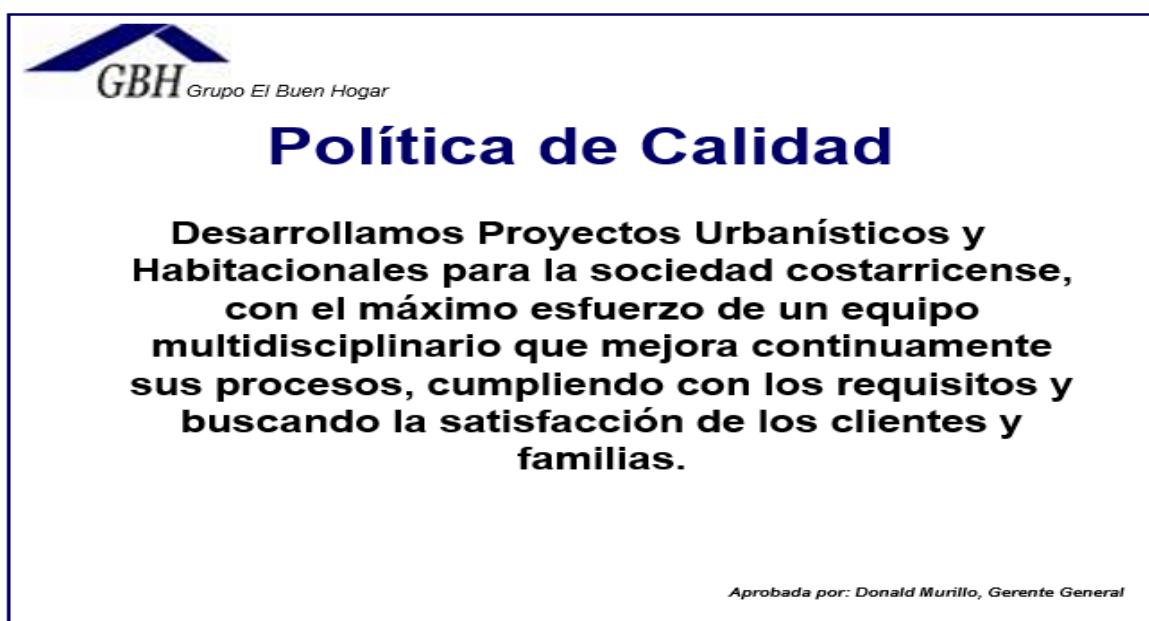 GBH Grupo El Buen Hogar
Política de Calidad
Desarrollamos Proyectos Urbanísticos y
Habitacionales para la sociedad costarricense,
con el máximo esfuerzo de un equipo
multidisciplinario que mejora continuamente
sus procesos, cumpliendo con los requisitos y
buscando la satisfacción de los clientes y
familias.
Aprobada por: Donald Murillo, Gerente General